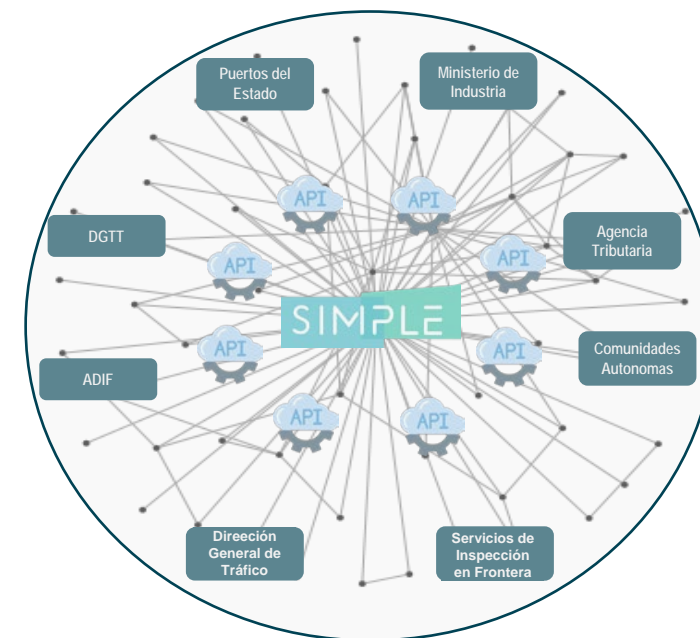 Puertos del
Estado
Ministerio de
Industria
API
API
DGTT
Agencia
Tributaria
API
API
SIMPLE
API
API
Comunidades
Autonomas
ADIF
API
API
Direeción
General de
Tráfico
Servicios de
Inspección
en Frontera